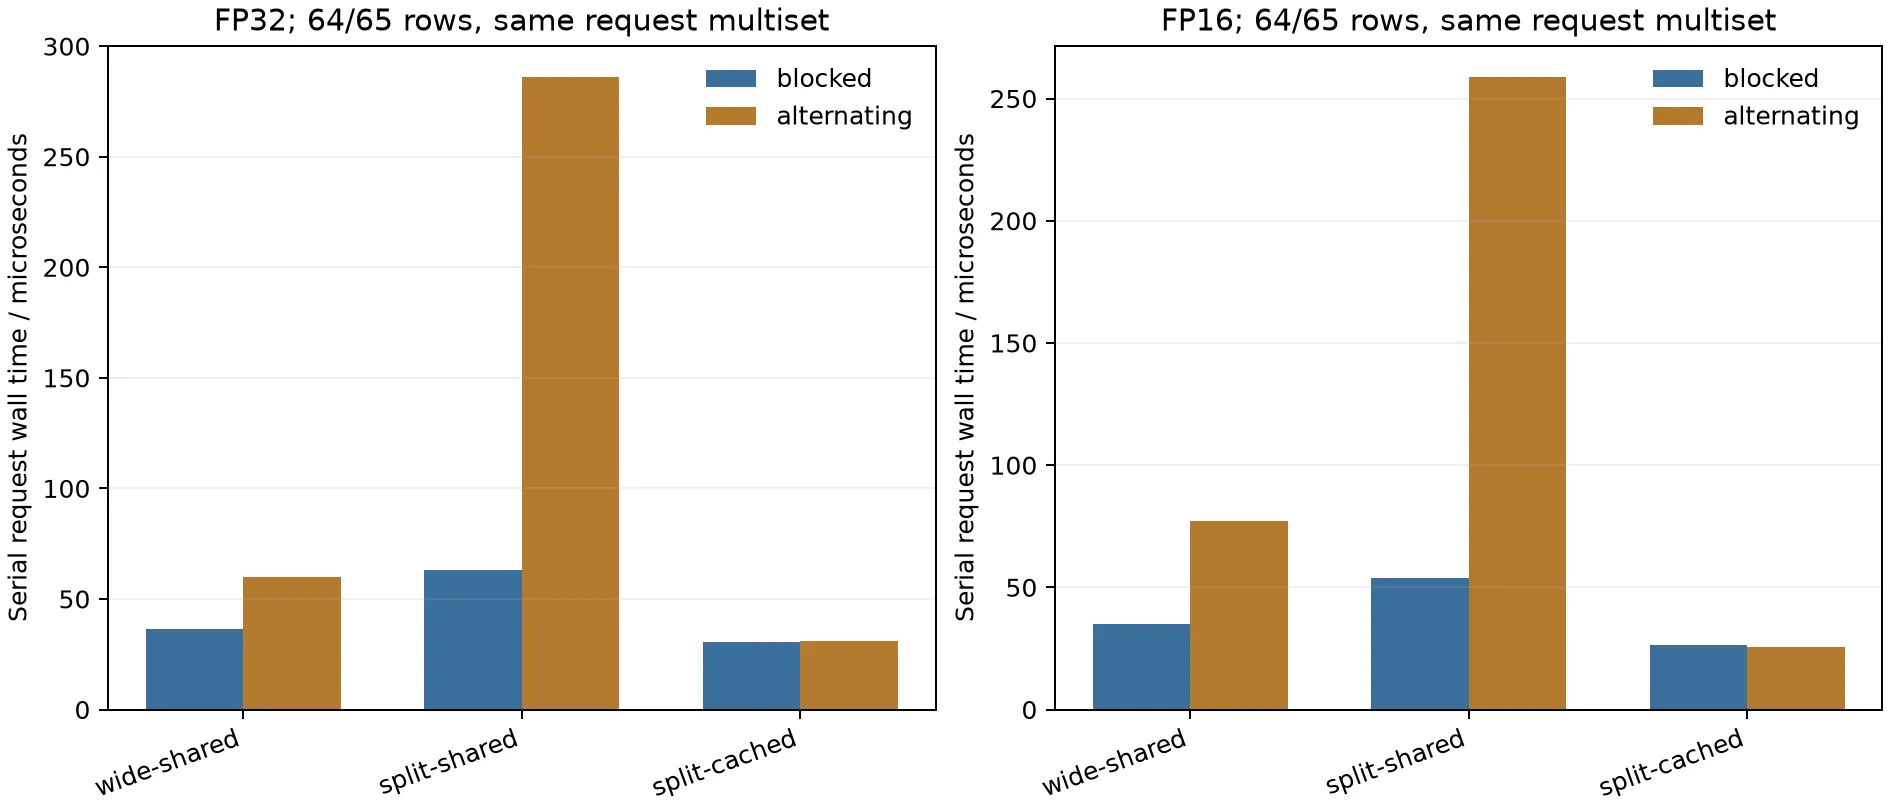 FP32; 64/65 rows, same request multiset
Serial request wall time / microseconds
300
250
200
150
100
50
0
blocked
alternating
wide-shared
split-shared
split-cached
FP16; 64/65 rows, same request multiset
Serial request wall time / microseconds
250
200
150
100
50
0
blocked
alternating
wide-shared
split-shared
split-cached